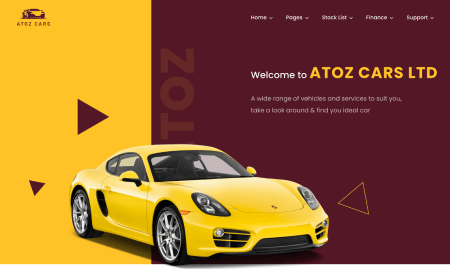 ATOZ CARS
Home Pages Stock List Finance Support
TOZ
Welcome to ATOZ CARS LTD
A wide range of vehicles and services to suit you,
take a look around & find you ideal car